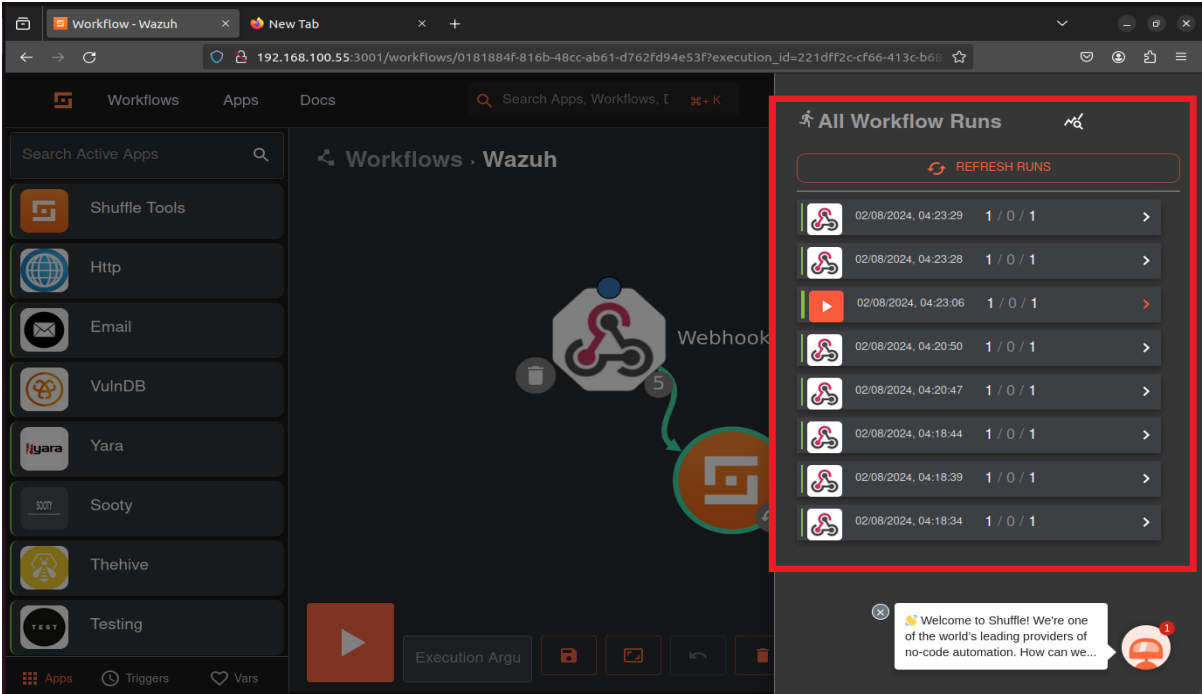 Workflow - Wazuh
New Tab
192.168.100.55:3001/workflows/0181884f-816b-48cc-ab61-d762fd94e53f?execution_id=221dff2c-cf66-413c-b68
Workflows
Apps
Docs
Search Apps, Workflows, D
⌘+ K
Search Active Apps
Shuffle Tools
Http
Email
VulnDB
yara
Yara
SOOTY
Sooty
Thehive
TEST
Testing
Apps
Triggers
Vars
Workflows › Wazuh
Webhook
5
Execution Argu
All Workflow Runs
REFRESH RUNS
02/08/2024, 04:23:29 1 / 0 / 1
02/08/2024, 04:23:28 1 / 0 / 1
02/08/2024, 04:23:06 1 / 0 / 1
02/08/2024, 04:20:50 1 / 0 / 1
02/08/2024, 04:20:47 1 / 0 / 1
02/08/2024, 04:18:44 1 / 0 / 1
02/08/2024, 04:18:39 1 / 0 / 1
02/08/2024, 04:18:34 1 / 0 / 1
👋 Welcome to Shuffle! We're one
of the world's leading providers of
no-code automation. How can we...
1